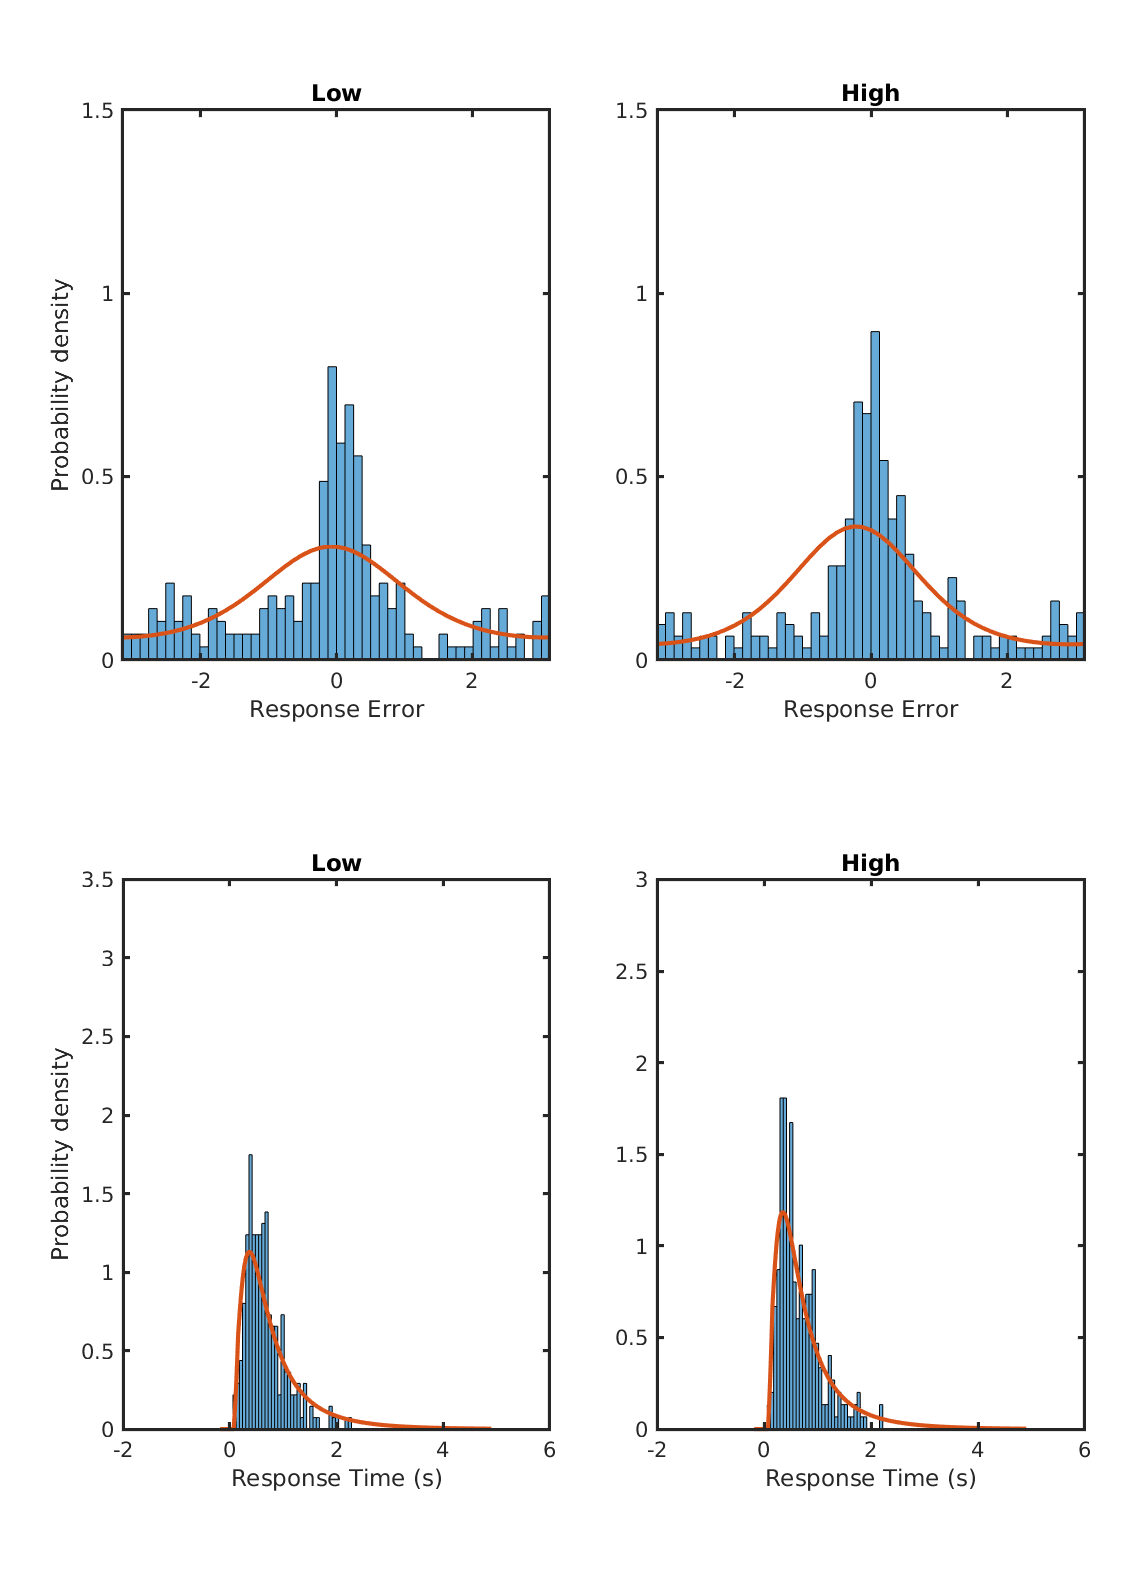 Low High
1.5 1.5
1 1
Probability density
0.5 0.5
0 0
-2 0 2 -2 0 2
Response Error Response Error
Low High
3.5 3
3 2.5
2.5 2
Probability density
2 1.5
1.5 1
1 0.5
0.5 0
0
-2 0 2 4 6 -2 0 2 4 6
Response Time (s) Response Time (s)